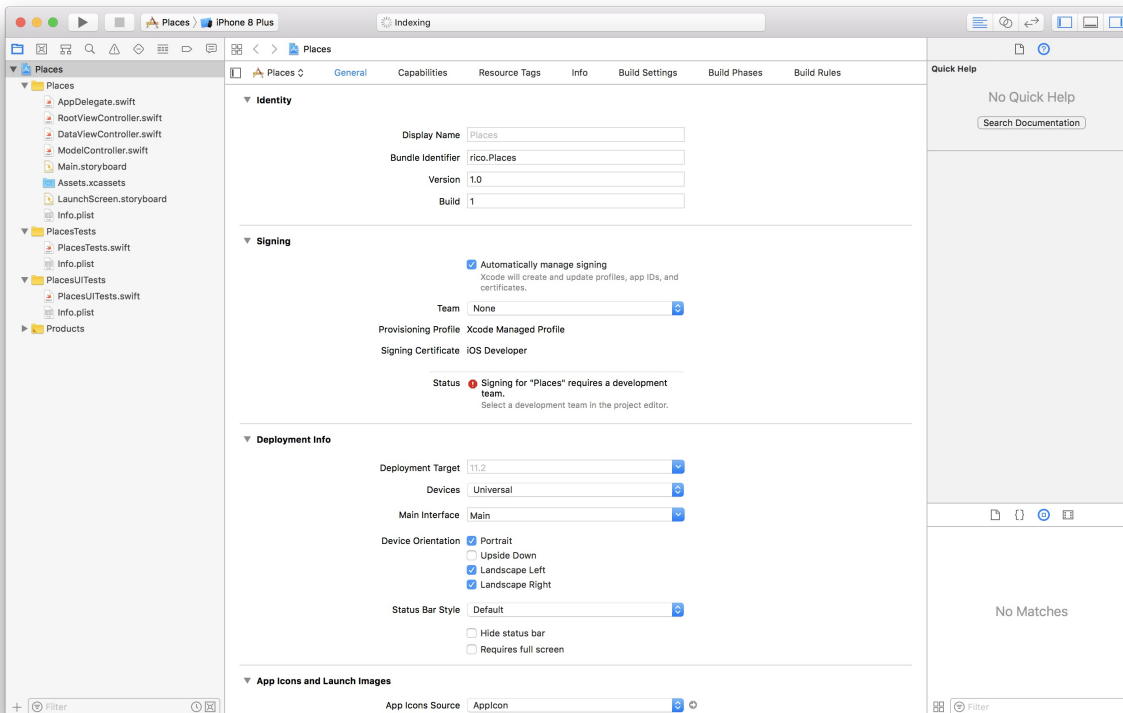 Places
iPhone 8 Plus
Indexing
Places
Places
Places
AppDelegate.swift
RootViewController.swift
DataViewController.swift
ModelController.swift
Main.storyboard
Assets.xcassets
LaunchScreen.storyboard
Info.plist
PlacesTests
PlacesTests.swift
Info.plist
PlacesUITests
PlacesUITests.swift
Info.plist
Products
Filter
Places
General
Capabilities
Resource Tags
Info
Build Settings
Build Phases
Build Rules
Identity
Display Name Places
Bundle Identifier rico.Places
Version 1.0
Build 1
Signing
Automatically manage signing
Xcode will create and update profiles, app IDs, and
certificates.
Team None
Provisioning Profile Xcode Managed Profile
Signing Certificate iOS Developer
Status Signing for "Places" requires a development
team.
Select a development team in the project editor.
Deployment Info
Deployment Target 11.2
Devices Universal
Main Interface Main
Device Orientation Portrait
Upside Down
Landscape Left
Landscape Right
Status Bar Style Default
Hide status bar
Requires full screen
App Icons and Launch Images
App Icons Source AppIcon
Quick Help
No Quick Help
Search Documentation
{}
No Matches
Filter